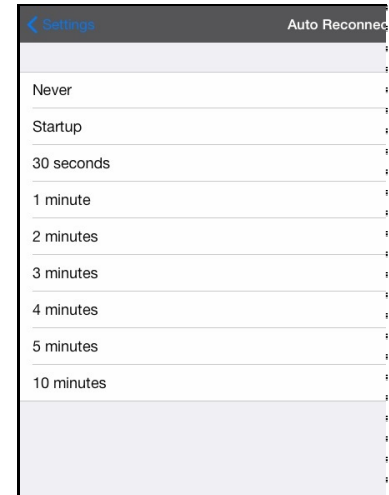 Settings
Auto Reconnec
Never
Startup
30 seconds
1 minute
2 minutes
3 minutes
4 minutes
5 minutes
10 minutes